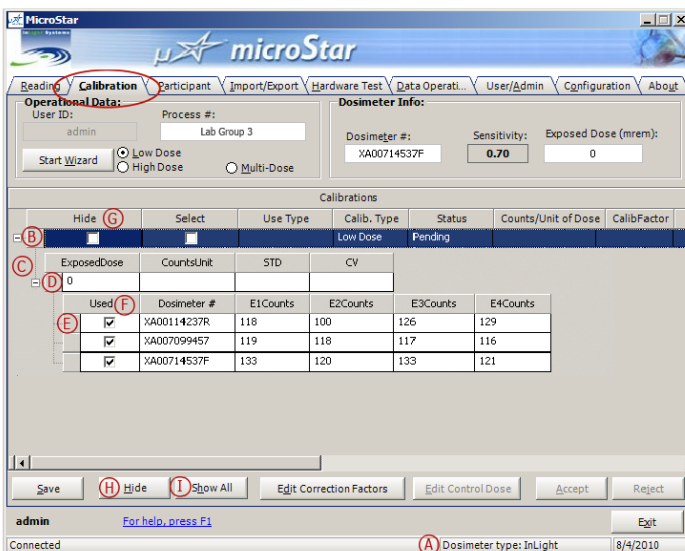 MicroStar
InLight Systems
microStar
Reading Calibration Participant Import/Export Hardware Test Data Operati... User/Admin Configuration About
Operational Data: Dosimeter Info:
User ID: Process #:
admin Lab Group 3
Dosimeter #: Sensitivity: Exposed Dose (mrem):
XA00714537F 0.70 0
Start Wizard Low Dose
High Dose Multi-Dose
Calibrations
Hide G Select Use Type Calib. Type Status Counts/Unit of Dose CalibFactor
B Low Dose Pending
C ExposedDose CountsUnit STD CV
D 0
Used F Dosimeter # E1Counts E2Counts E3Counts E4Counts
E XA00114237R 118 100 126 129
XA007099457 119 118 117 116
XA00714537F 133 120 133 121
Save H Hide I Show All Edit Correction Factors Edit Control Dose Accept Reject
admin For help, press F1 Exit
Connected A Dosimeter type: InLight 8/4/2010